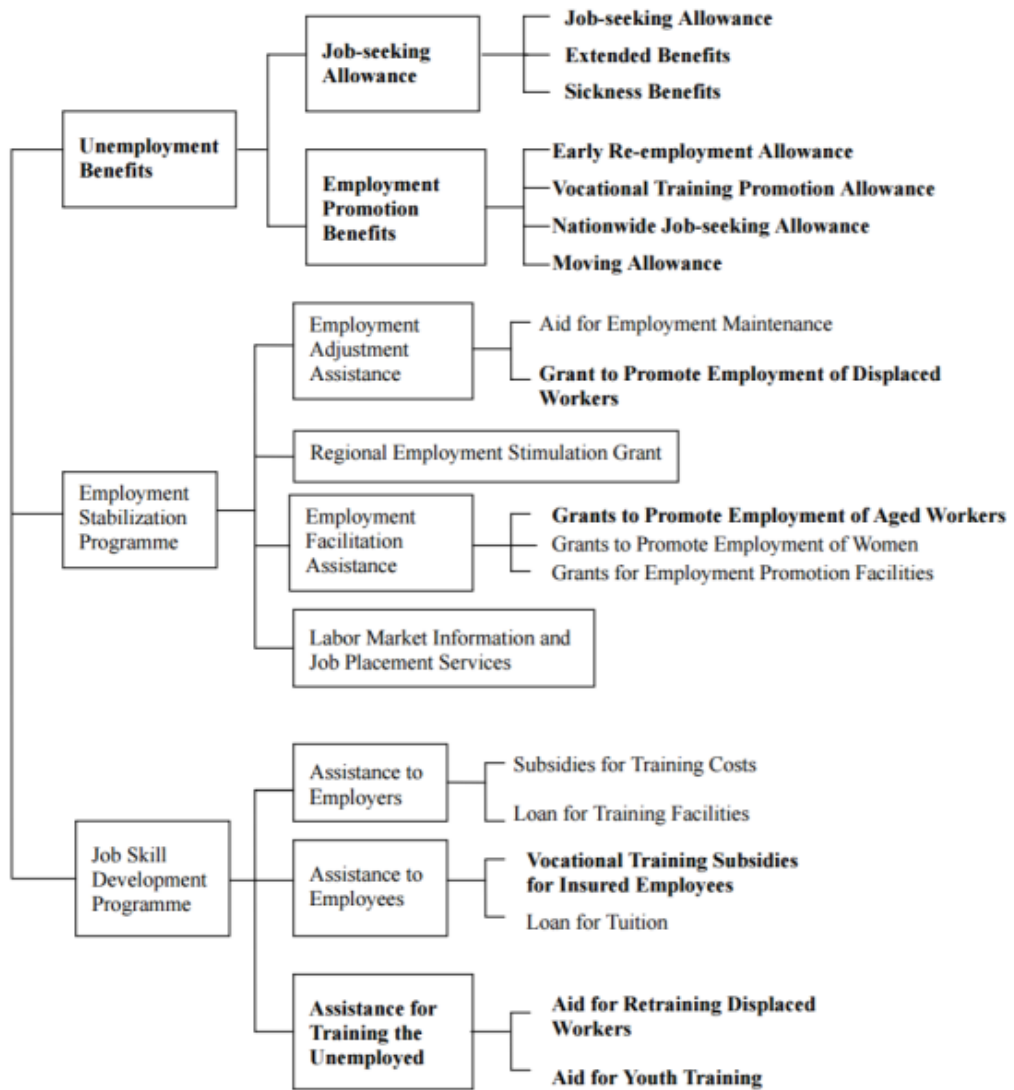 Job-seeking
Allowance
Job-seeking Allowance
Extended Benefits
Sickness Benefits
Unemployment
Benefits
Employment
Promotion
Benefits
Early Re-employment Allowance
Vocational Training Promotion Allowance
Nationwide Job-seeking Allowance
Moving Allowance
Employment
Adjustment
Assistance
Aid for Employment Maintenance
Grant to Promote Employment of Displaced
Workers
Regional Employment Stimulation Grant
Employment
Stabilization
Programme
Employment
Facilitation
Assistance
Grants to Promote Employment of Aged Workers
Grants to Promote Employment of Women
Grants for Employment Promotion Facilities
Labor Market Information and
Job Placement Services
Assistance to
Employers
Subsidies for Training Costs
Loan for Training Facilities
Job Skill
Development
Programme
Assistance to
Employees
Vocational Training Subsidies
for Insured Employees
Loan for Tuition
Assistance for
Training the
Unemployed
Aid for Retraining Displaced
Workers
Aid for Youth Training